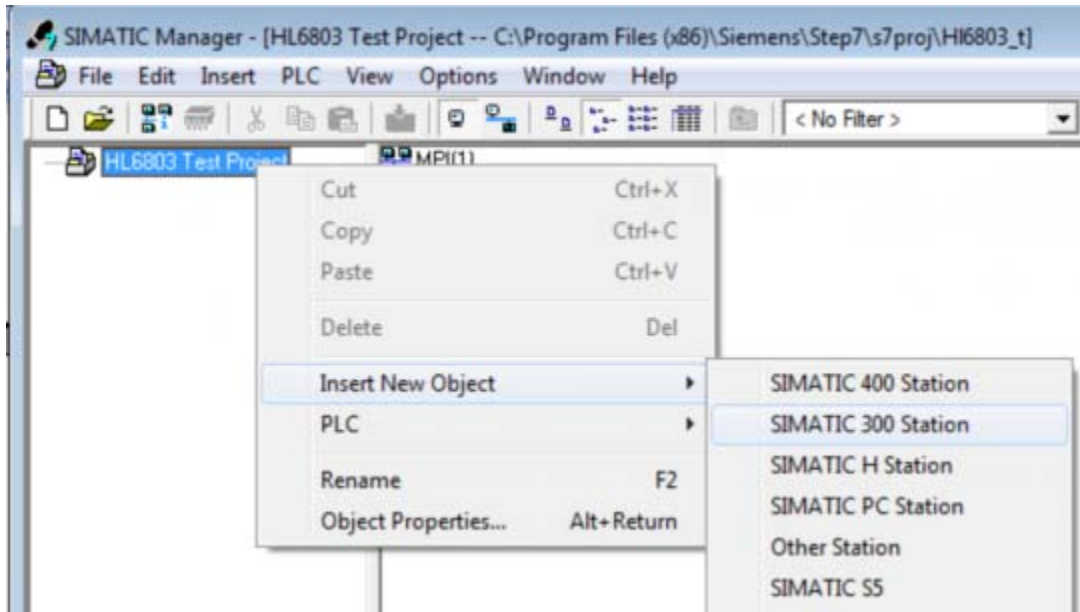 SIMATIC Manager - [HL6803 Test Project -- C:\Program Files (x86)\Siemens\Step7\s7proj\Hl6803_t]
File Edit Insert PLC View Options Window Help
< No Filter >
HL6803 Test Project
MPI(1)
Cut Ctrl+X
Copy Ctrl+C
Paste Ctrl+V
Delete Del
Insert New Object
PLC
Rename F2
Object Properties... Alt+Return
SIMATIC 400 Station
SIMATIC 300 Station
SIMATIC H Station
SIMATIC PC Station
Other Station
SIMATIC S5